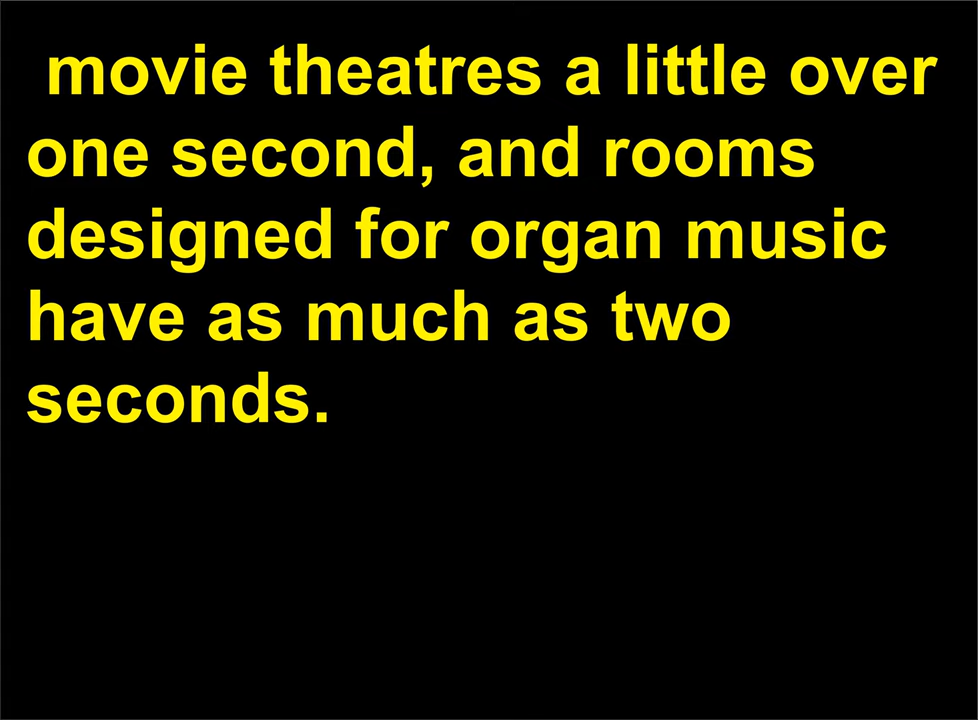 movie theatres a little over
one second, and rooms
designed for organ music
have as much as two
seconds.